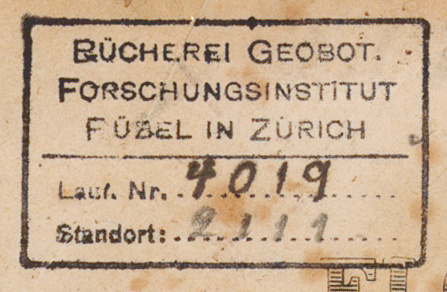 BÜCHEREI GEOBOT.
FORSCHUNGSINSTITUT
RÜBEL IN ZÜRICH
Lauf. Nr. 4019
Standort: 2111